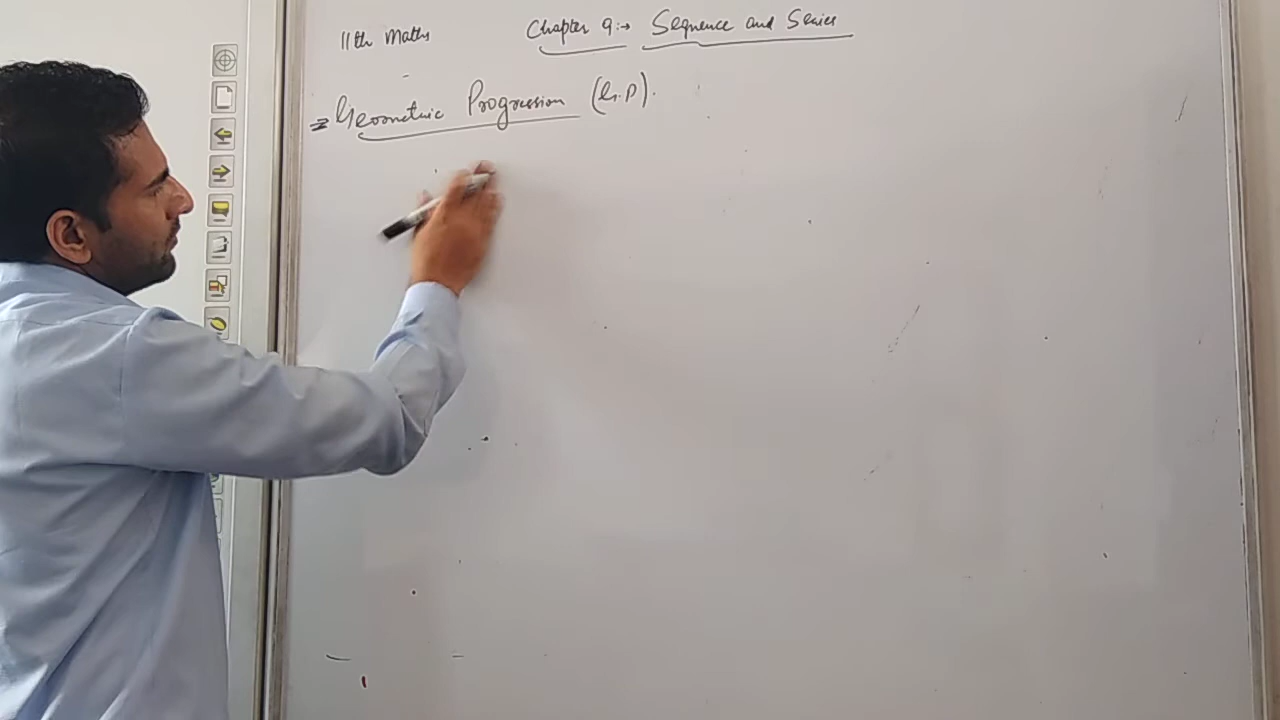 11th Maths Chapter 9:→ Sequence and Series
⇒ Geometric Progression (G.P).